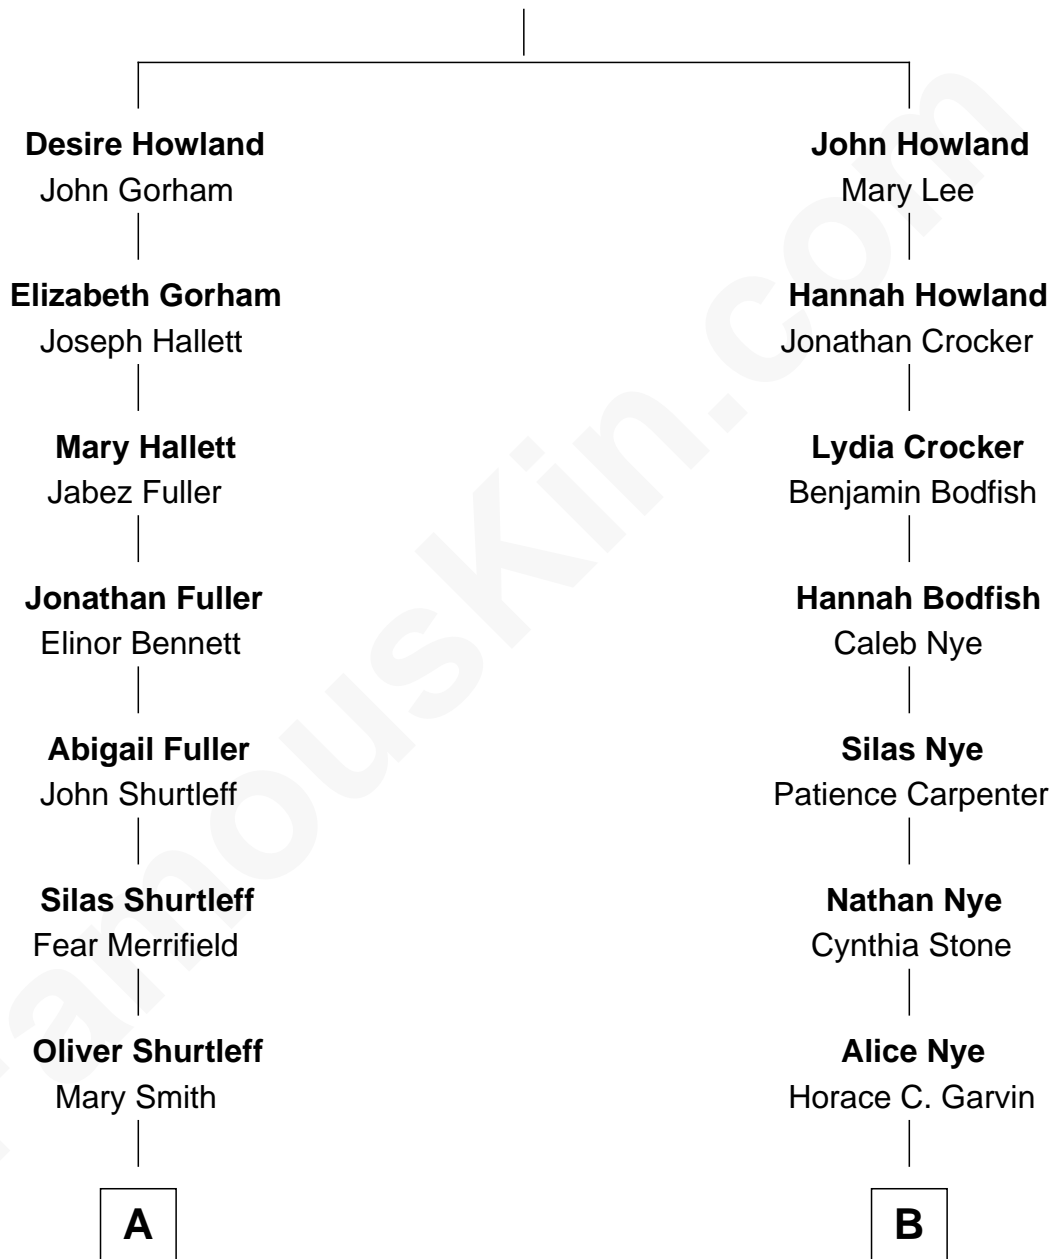 Desire Howland
John Gorham
Elizabeth Gorham
Joseph Hallett
Mary Hallett
Jabez Fuller
Jonathan Fuller
Elinor Bennett
Abigail Fuller
John Shurtleff
Silas Shurtleff
Fear Merrifield
Oliver Shurtleff
Mary Smith
A
John Howland
Mary Lee
Hannah Howland
Jonathan Crocker
Lydia Crocker
Benjamin Bodfish
Hannah Bodfish
Caleb Nye
Silas Nye
Patience Carpenter
Nathan Nye
Cynthia Stone
Alice Nye
Horace C. Garvin
B
FamousKin.com